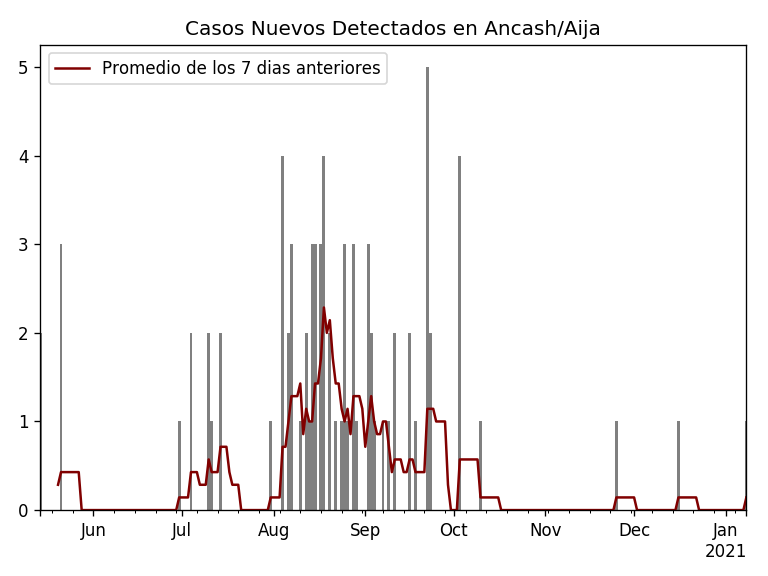 Casos Nuevos Detectados en Ancash/Aija
Promedio de los 7 dias anteriores
5
4
3
2
1
0
Jun Jul Aug Sep Oct Nov Dec Jan
2021